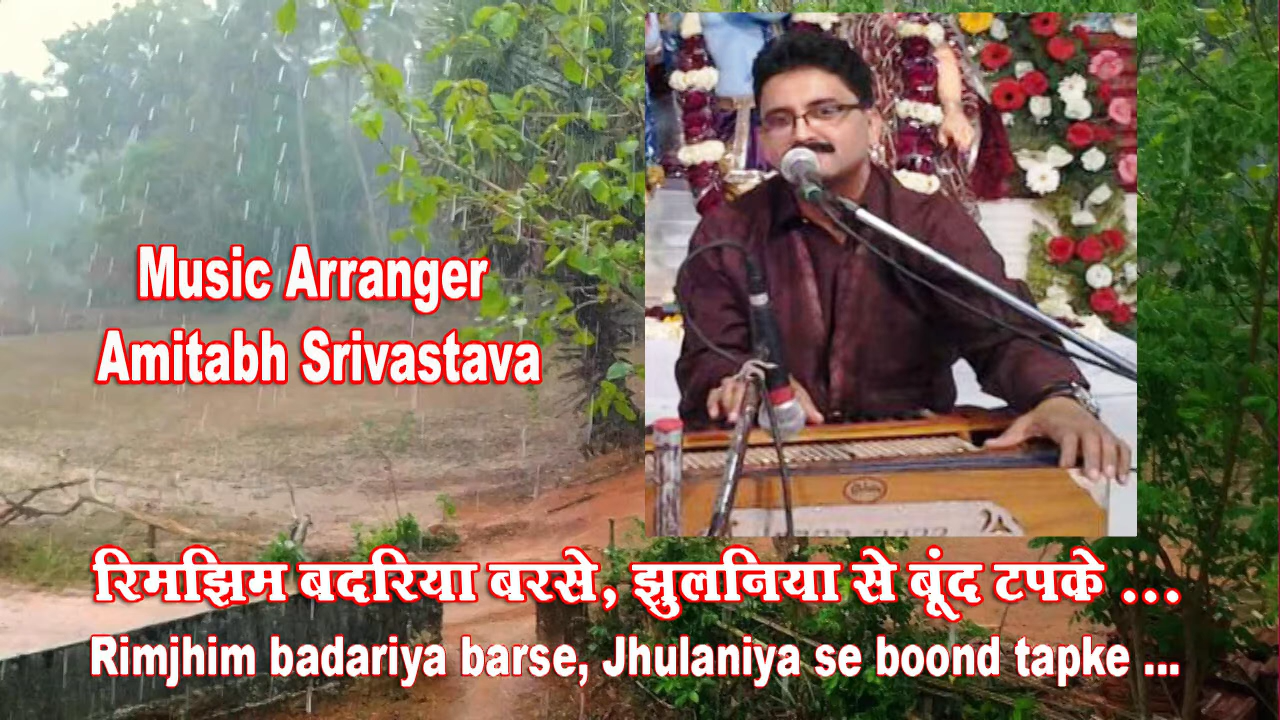 Music Arranger
Amitabh Srivastava
रिमझिम बदरिया बरसे, झुलनिया से बूंद टपके ...
Rimjhim badariya barse, Jhulaniya se boond tapke ...